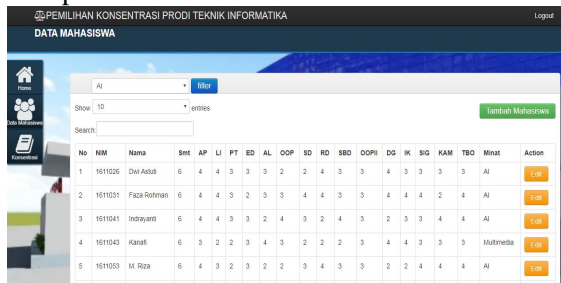 PEMILIHAN KONSENTRASI PRODI TEKNIK INFORMATIKA Logout
DATA MAHASISWA
Home
Data Mahasiswa
Konsentrasi
AI filter
Show 10 entries
Tambah Mahasiswa
Search:
No NIM Nama Smt AP LI PT ED AL OOP SD RD SBD OOPII DG IK SIG KAM TBO Minat Action
1 1611026 Dwi Astuti 6 4 4 3 3 3 2 2 4 3 3 4 3 3 3 3 AI Edit
2 1611031 Faza Rohman 6 4 4 3 2 3 3 4 4 3 3 4 4 4 2 4 AI Edit
3 1611041 Indrayanti 6 4 4 3 3 2 4 3 2 4 3 2 3 3 4 4 AI Edit
4 1611043 Kanafi 6 3 2 2 3 4 3 2 2 2 3 4 4 3 3 3 Multimedia Edit
5 1611053 M. Riza 6 4 3 2 3 2 2 3 4 3 3 2 2 4 4 4 AI Edit